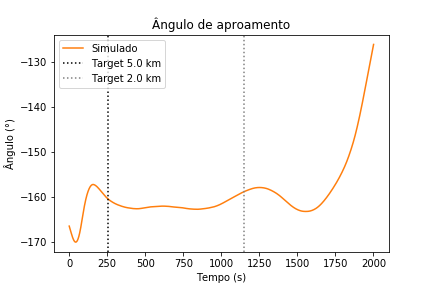 Ângulo de aproamento
Simulado
Target 5.0 km
Target 2.0 km
Ângulo (°)
−130
−140
−150
−160
−170
0 250 500 750 1000 1250 1500 1750 2000
Tempo (s)